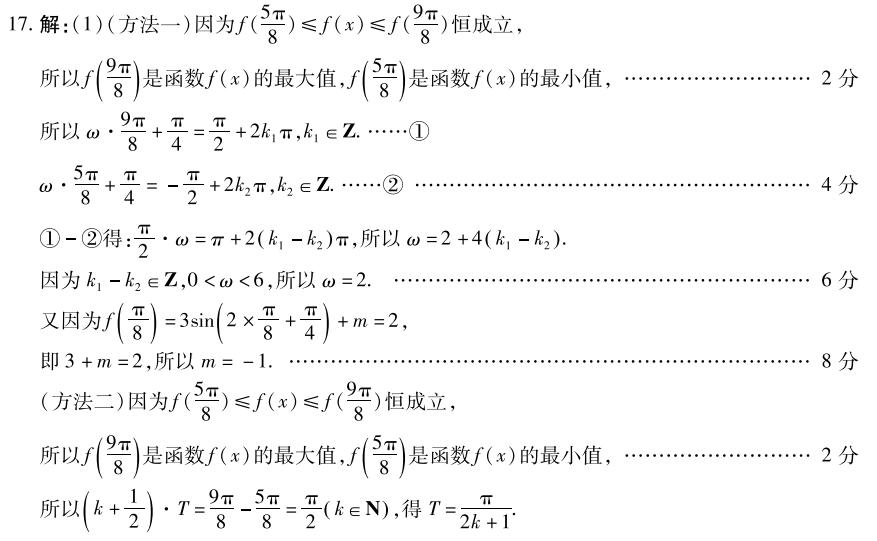 17. 解:(1)(方法一)因为f(5π/8)≤f(x)≤f(9π/8)恒成立,
所以f(9π/8)是函数f(x)的最大值,f(5π/8)是函数f(x)的最小值, ………………………… 2 分
所以 ω·9π/8+π/4=π/2+2k₁π,k₁∈Z. ……①
ω·5π/8+π/4=-π/2+2k₂π,k₂∈Z. ……② ………………………………………………… 4 分
①-②得:π/2·ω=π+2(k₁-k₂)π,所以 ω=2+4(k₁-k₂).
因为 k₁-k₂∈Z,0<ω<6,所以 ω=2. ………………………………………………… 6 分
又因为f(π/8)=3sin(2×π/8+π/4)+m=2,
即 3+m=2,所以 m=-1. ………………………………………………………………… 8 分
(方法二)因为f(5π/8)≤f(x)≤f(9π/8)恒成立,
所以f(9π/8)是函数f(x)的最大值,f(5π/8)是函数f(x)的最小值, ………………………… 2 分
所以(k+1/2)·T=9π/8-5π/8=π/2(k∈N),得 T=π/(2k+1).